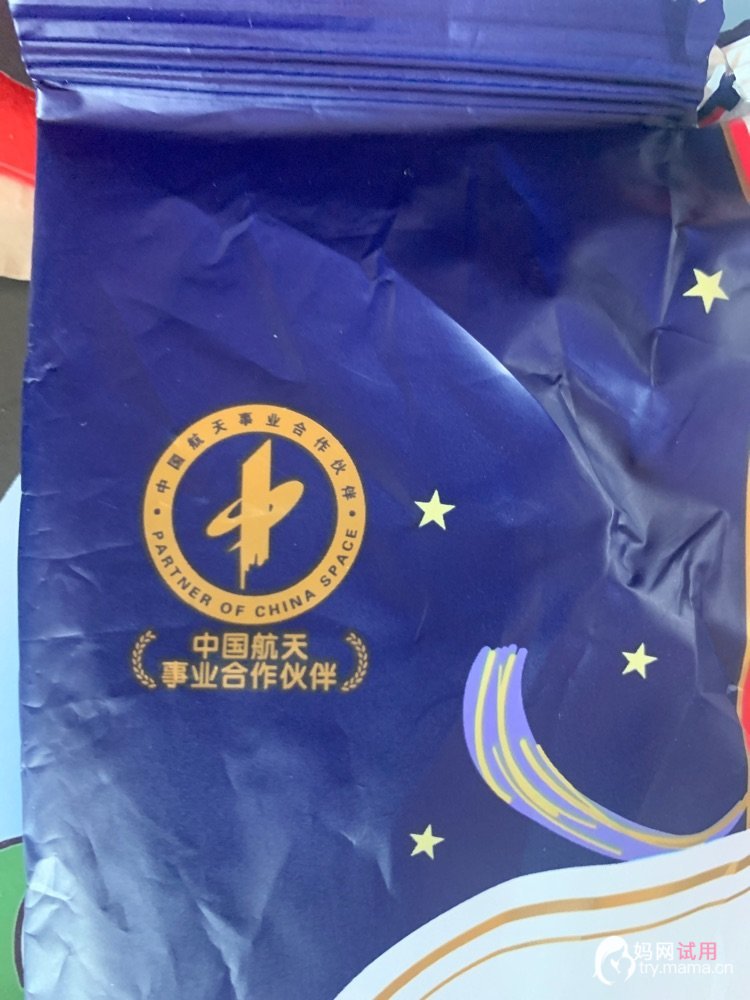 中国航天事业合作伙伴
PARTNER OF CHINA SPACE
中国航天
事业合作伙伴
妈网试用
try.mama.cn